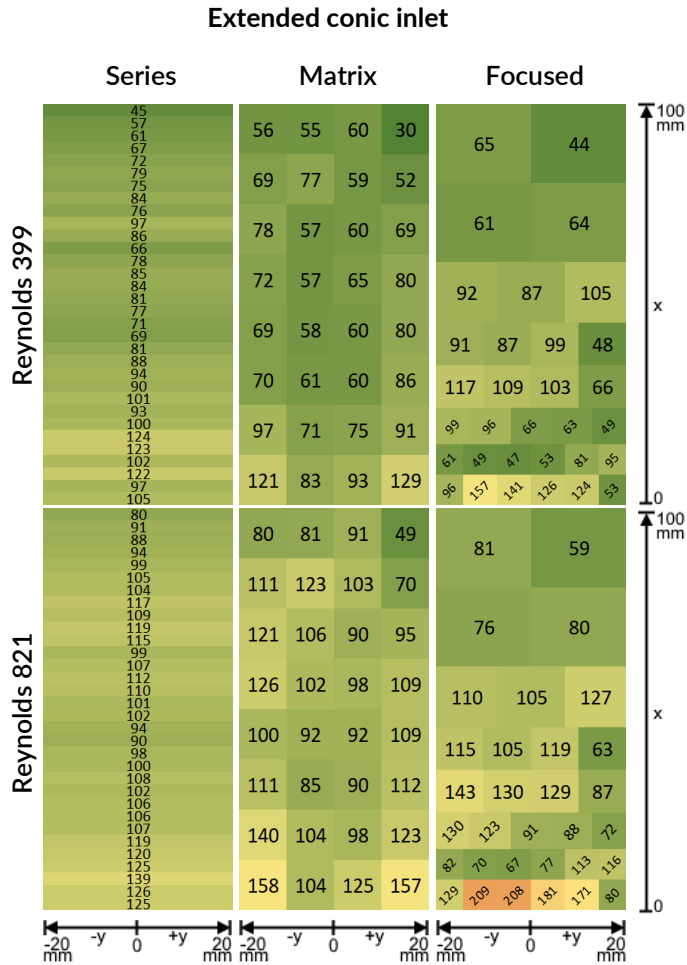 Extended conic inlet
Series Matrix Focused
Reynolds 399
45
57
61
67
72
79
75
84
76
97
86
66
78
85
84
81
77
71
69
81
88
94
90
101
93
100
124
123
102
122
97
105
56 55 60 30
69 77 59 52
78 57 60 69
72 57 65 80
69 58 60 80
70 61 60 86
97 71 75 91
121 83 93 129
65 44
61 64
92 87 105
91 87 99 48
117 109 103 66
99 96 66 63 49
61 49 47 53 81 95
96 157 141 126 124 53
100
mm
x
0
Reynolds 821
80
91
88
94
99
105
104
117
109
119
115
99
107
112
110
101
102
94
90
98
100
108
102
106
106
107
119
120
125
139
126
125
80 81 91 49
111 123 103 70
121 106 90 95
126 102 98 109
100 92 92 109
111 85 90 112
140 104 98 123
158 104 125 157
81 59
76 80
110 105 127
115 105 119 63
143 130 129 87
130 123 91 88 72
82 70 67 77 113 116
129 209 208 181 171 80
100
mm
x
0
-20 -y 0 +y 20
mm mm
-20 -y 0 +y 20
mm mm
-20 -y 0 +y 20
mm mm